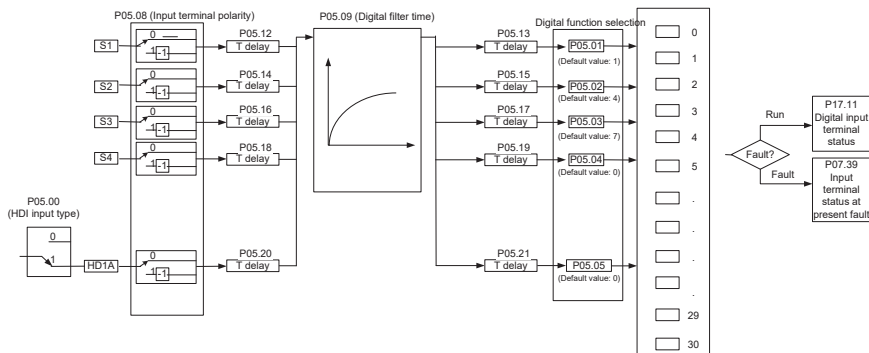 P05.08 (Input terminal polarity)
P05.09 (Digital filter time)
Digital function selection
S1
0
1
-1
P05.12
T delay
P05.13
T delay
P05.01
(Default value: 1)
S2
0
1
-1
P05.14
T delay
P05.15
T delay
P05.02
(Default value: 4)
S3
0
1
-1
P05.16
T delay
P05.17
T delay
P05.03
(Default value: 7)
S4
0
1
-1
P05.18
T delay
P05.19
T delay
P05.04
(Default value: 0)
P05.00
(HDI input type)
0
1
HD1A
0
1
-1
P05.20
T delay
P05.21
T delay
P05.05
(Default value: 0)
0
1
2
3
4
5
.
.
.
.
29
30
Fault?
Run
Fault
P17.11
Digital input
terminal
status
P07.39
Input
terminal
status at
present fault